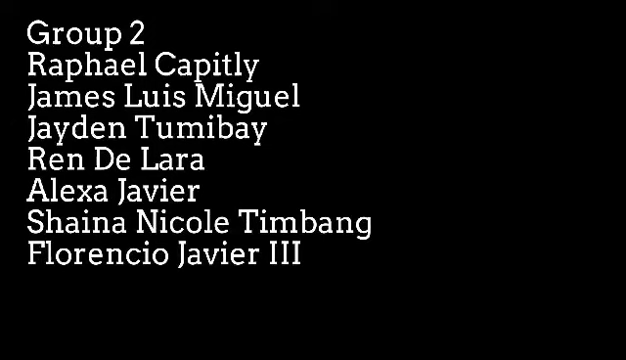 Group 2
Raphael Capitly
James Luis Miguel
Jayden Tumibay
Ren De Lara
Alexa Javier
Shaina Nicole Timbang
Florencio Javier III